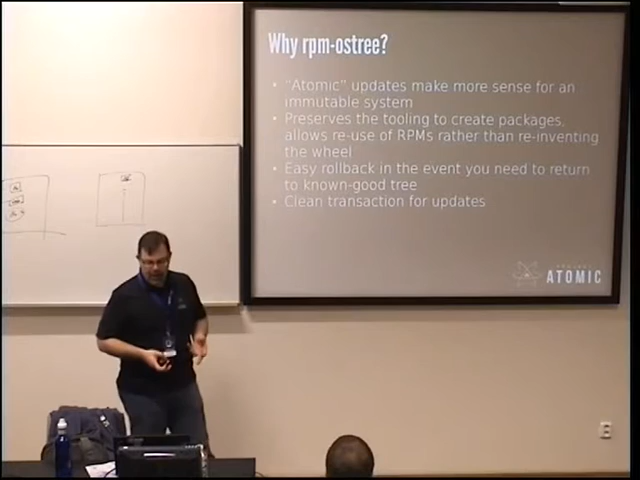 Why rpm-ostree?
• "Atomic" updates make more sense for an
immutable system
• Preserves the tooling to create packages,
allows re-use of RPMs rather than re-inventing
the wheel
• Easy rollback in the event you need to return
to known-good tree
• Clean transaction for updates
PROJECT
ATOMIC